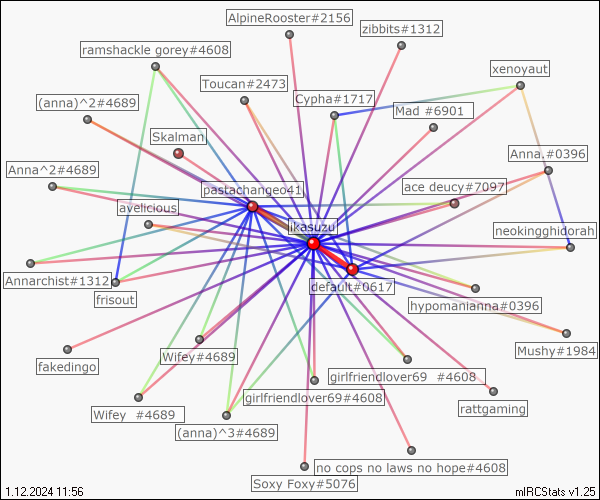 AlpineRooster#2156
zibbits#1312
ramshackle gorey#4608
xenoyaut
Toucan#2473
Cypha#1717
(anna)^2#4689
Mad #6901
Skalman
Anna.#0396
Anna^2#4689
pastachangeo41
ace deucy#7097
avelicious
ikasuzu
neokingghidorah
Annarchist#1312
default#0617
frisout
hypomanianna#0396
Wifey#4689
Mushy#1984
fakedingo
girlfriendlover69 #4608
girlfriendlover69#4608
rattgaming
Wifey #4689
(anna)^3#4689
no cops no laws no hope#4608
Soxy Foxy#5076
1.12.2024 11:56
mIRCStats v1.25